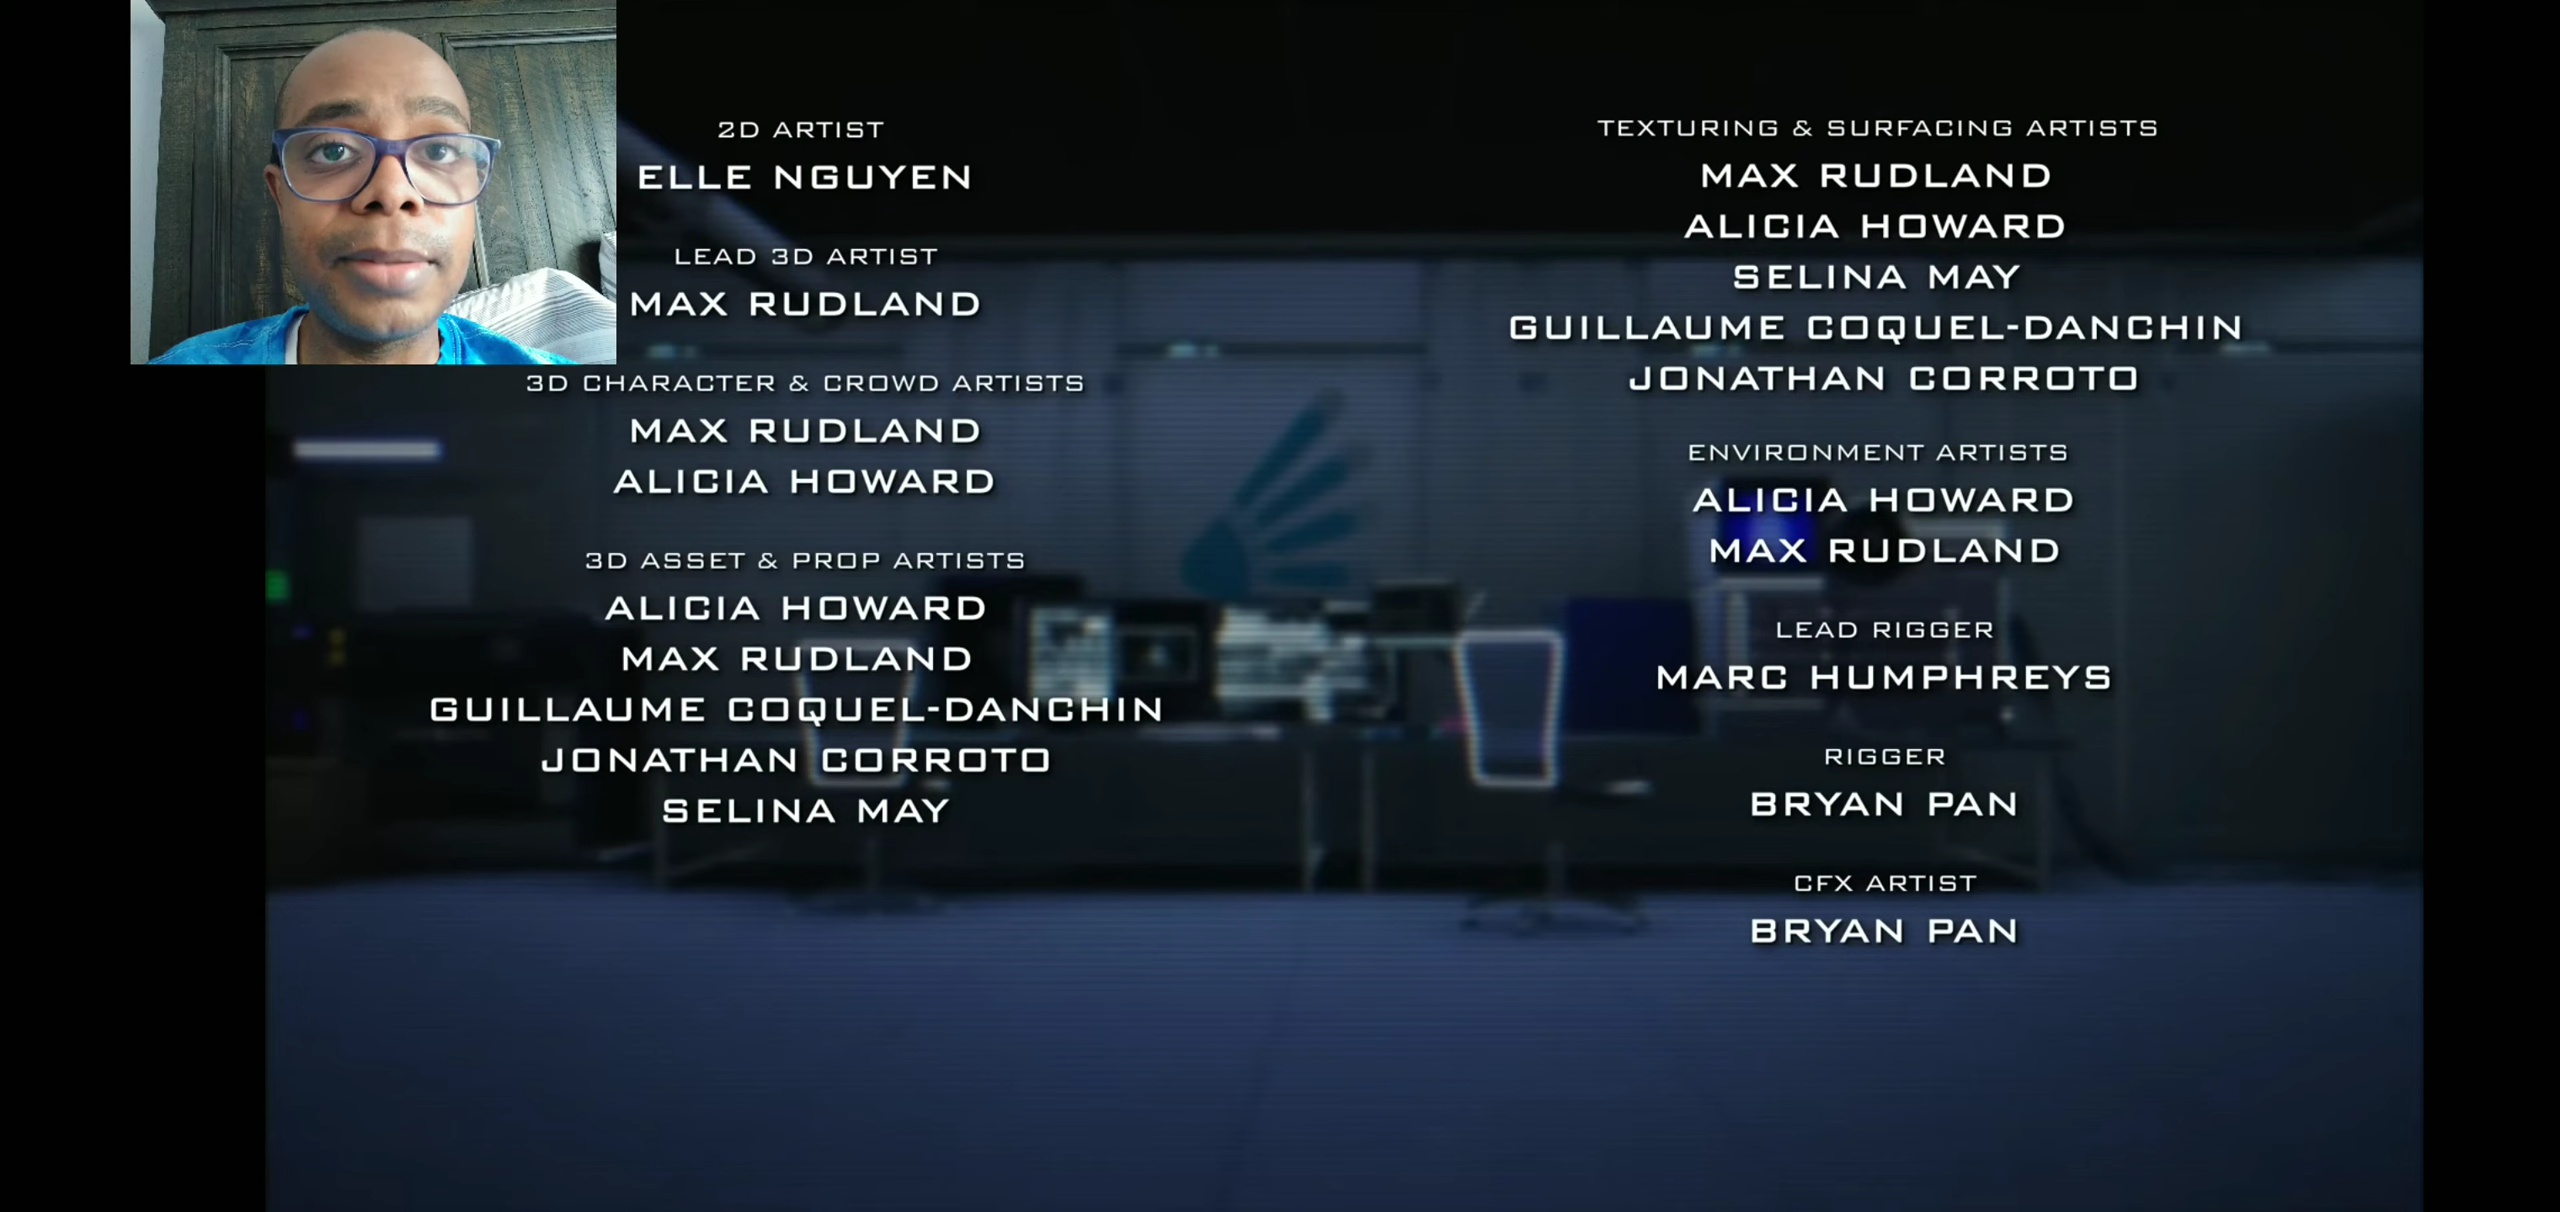 2D ARTIST
ELLE NGUYEN
LEAD 3D ARTIST
MAX RUDLAND
3D CHARACTER & CROWD ARTISTS
MAX RUDLAND
ALICIA HOWARD
3D ASSET & PROP ARTISTS
ALICIA HOWARD
MAX RUDLAND
GUILLAUME COQUEL-DANCHIN
JONATHAN CORROTO
SELINA MAY
TEXTURING & SURFACING ARTISTS
MAX RUDLAND
ALICIA HOWARD
SELINA MAY
GUILLAUME COQUEL-DANCHIN
JONATHAN CORROTO
ENVIRONMENT ARTISTS
ALICIA HOWARD
MAX RUDLAND
LEAD RIGGER
MARC HUMPHREYS
RIGGER
BRYAN PAN
CFX ARTIST
BRYAN PAN